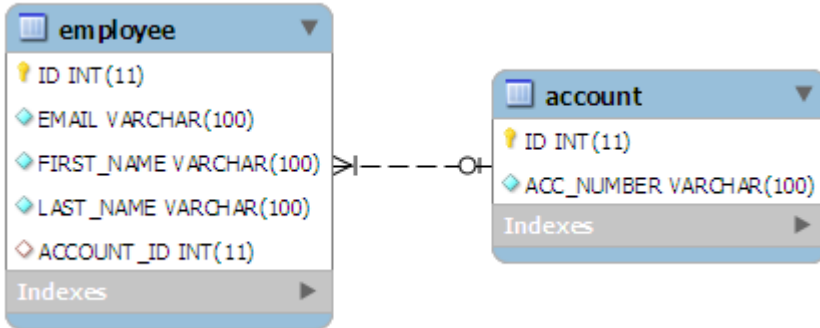 employee
ID INT(11)
EMAIL VARCHAR(100)
FIRST_NAME VARCHAR(100)
LAST_NAME VARCHAR(100)
ACCOUNT_ID INT(11)
Indexes
account
ID INT(11)
ACC_NUMBER VARCHAR(100)
Indexes